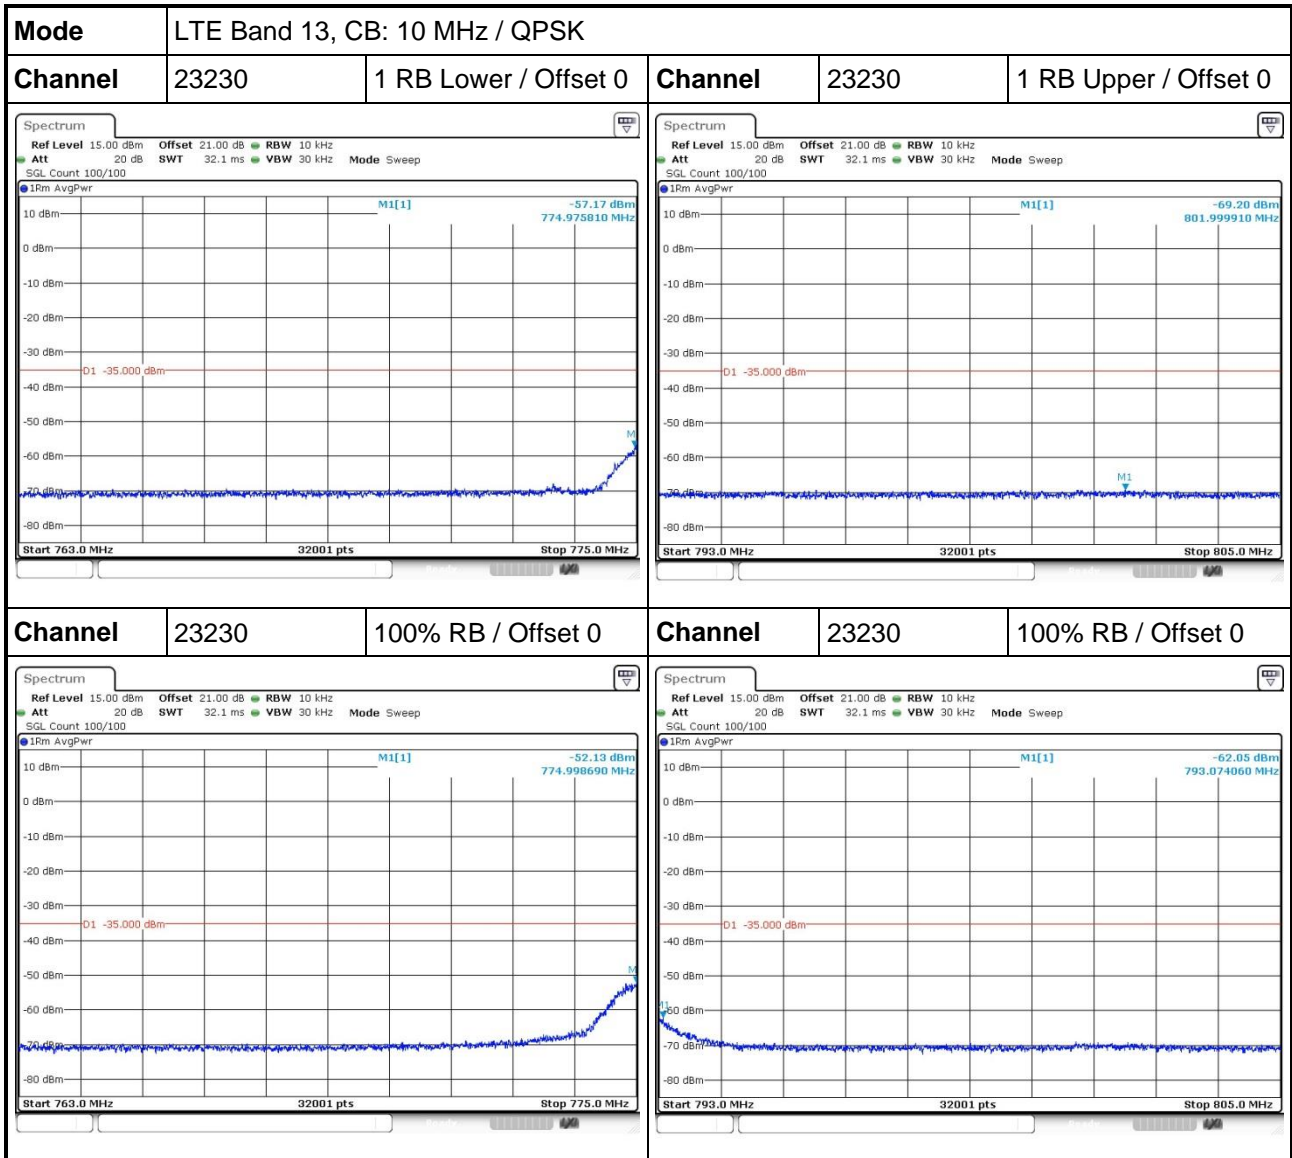 Mode LTE Band 13, CB: 10 MHz / QPSK
Channel 23230 1 RB Lower / Offset 0 Channel 23230 1 RB Upper / Offset 0
Spectrum
Ref Level 15.00 dBm Offset 21.00 dB RBW 10 kHz
Att 20 dB SWT 32.1 ms VBW 30 kHz Mode Sweep
SGL Count 100/100
1Rm AvgPwr
M1[1] -57.17 dBm
774.975810 MHz
10 dBm
0 dBm
-10 dBm
-20 dBm
-30 dBm
D1 -35.000 dBm
-40 dBm
-50 dBm
M
-60 dBm
-70 dBm
-80 dBm
Start 763.0 MHz 32001 pts Stop 775.0 MHz
Spectrum
Ref Level 15.00 dBm Offset 21.00 dB RBW 10 kHz
Att 20 dB SWT 32.1 ms VBW 30 kHz Mode Sweep
SGL Count 100/100
1Rm AvgPwr
M1[1] -69.20 dBm
801.999910 MHz
10 dBm
0 dBm
-10 dBm
-20 dBm
-30 dBm
D1 -35.000 dBm
-40 dBm
-50 dBm
-60 dBm
M1
-70 dBm
-80 dBm
Start 793.0 MHz 32001 pts Stop 805.0 MHz
Channel 23230 100% RB / Offset 0 Channel 23230 100% RB / Offset 0
Spectrum
Ref Level 15.00 dBm Offset 21.00 dB RBW 10 kHz
Att 20 dB SWT 32.1 ms VBW 30 kHz Mode Sweep
SGL Count 100/100
1Rm AvgPwr
M1[1] -52.13 dBm
774.998690 MHz
10 dBm
0 dBm
-10 dBm
-20 dBm
-30 dBm
D1 -35.000 dBm
-40 dBm
M
-50 dBm
-60 dBm
-70 dBm
-80 dBm
Start 763.0 MHz 32001 pts Stop 775.0 MHz
Spectrum
Ref Level 15.00 dBm Offset 21.00 dB RBW 10 kHz
Att 20 dB SWT 32.1 ms VBW 30 kHz Mode Sweep
SGL Count 100/100
1Rm AvgPwr
M1[1] -62.05 dBm
793.074060 MHz
10 dBm
0 dBm
-10 dBm
-20 dBm
-30 dBm
D1 -35.000 dBm
-40 dBm
-50 dBm
M1
-60 dBm
-70 dBm
-80 dBm
Start 793.0 MHz 32001 pts Stop 805.0 MHz